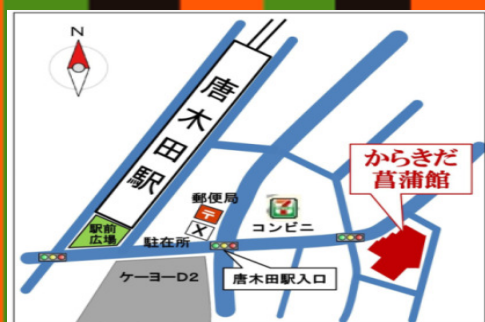 N
唐木田駅
からきだ
菖蒲館
郵便局
〒
7
コンビニ
駅前
広場
駐在所
X
ケーヨーD2
唐木田駅入口